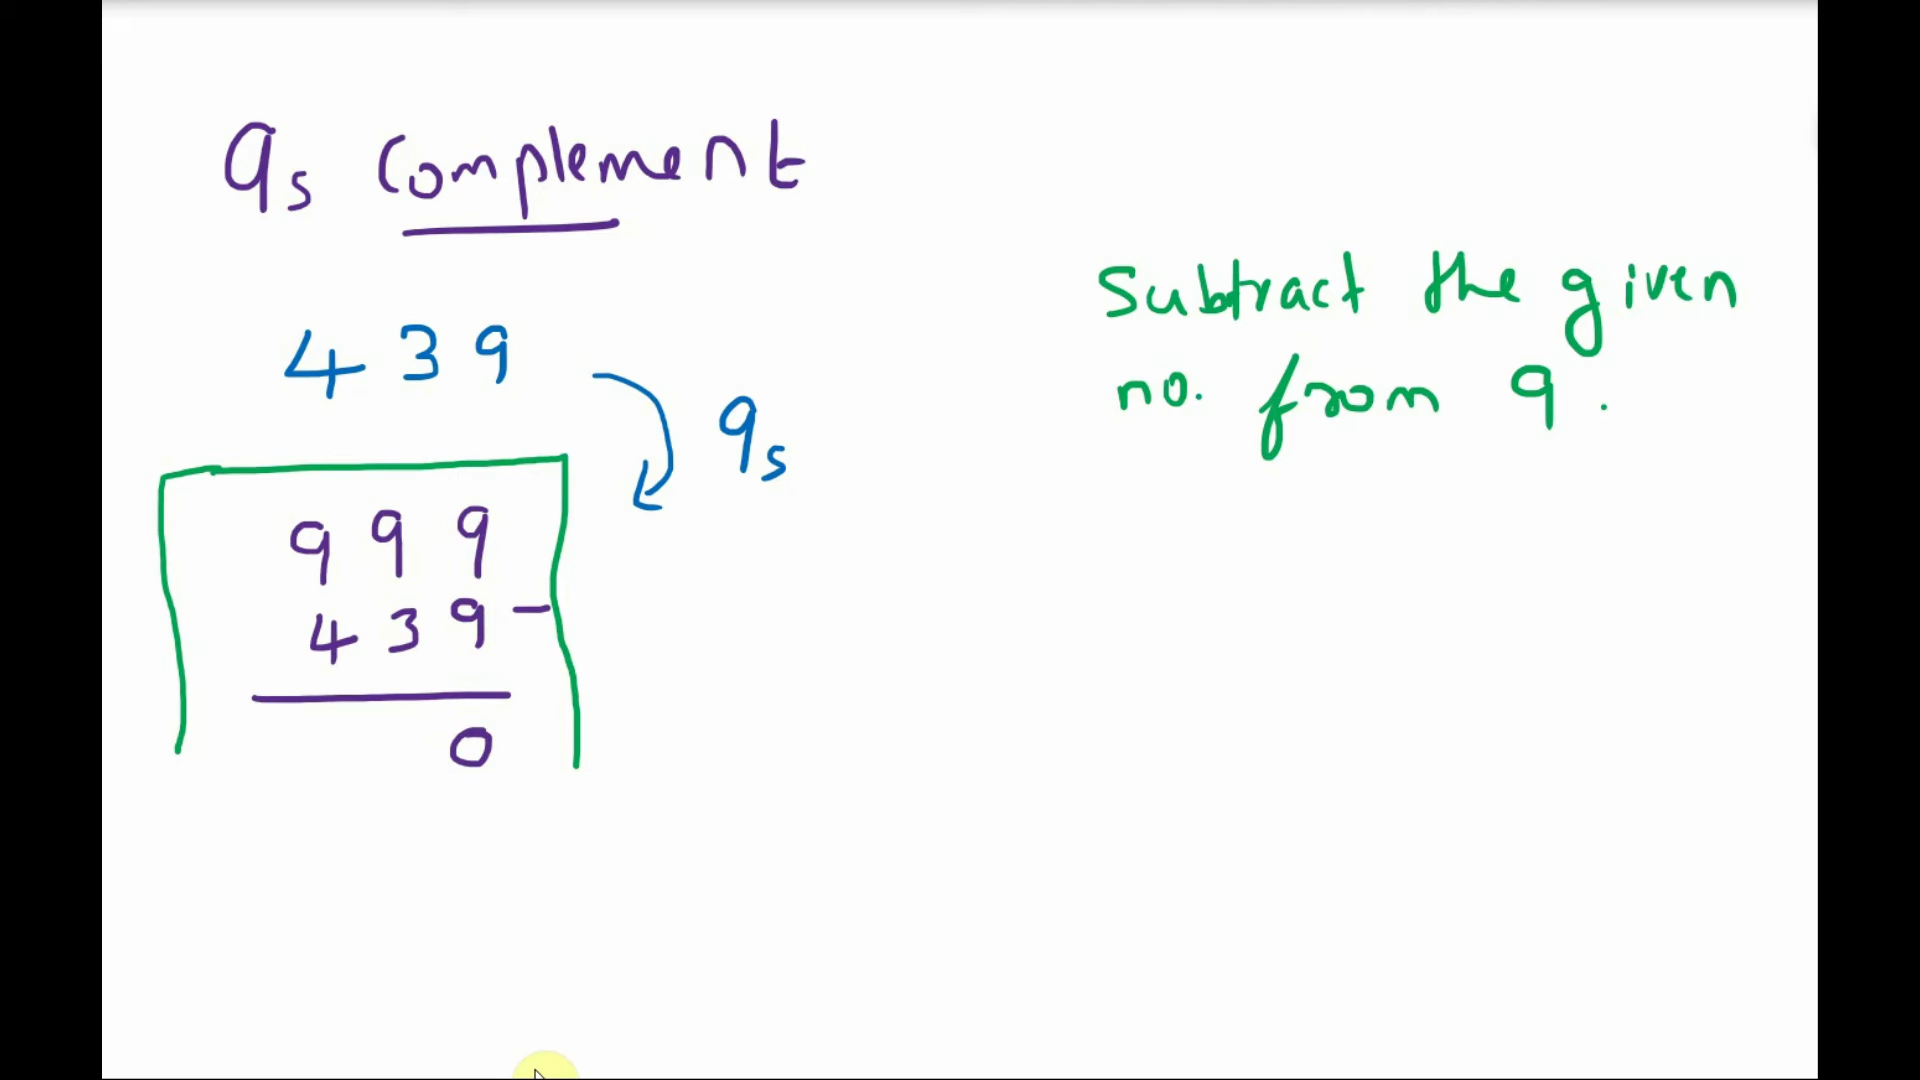 9s complement
Subtract the given
no. from 9.
4 3 9
9s
9 9 9
4 3 9 -
0